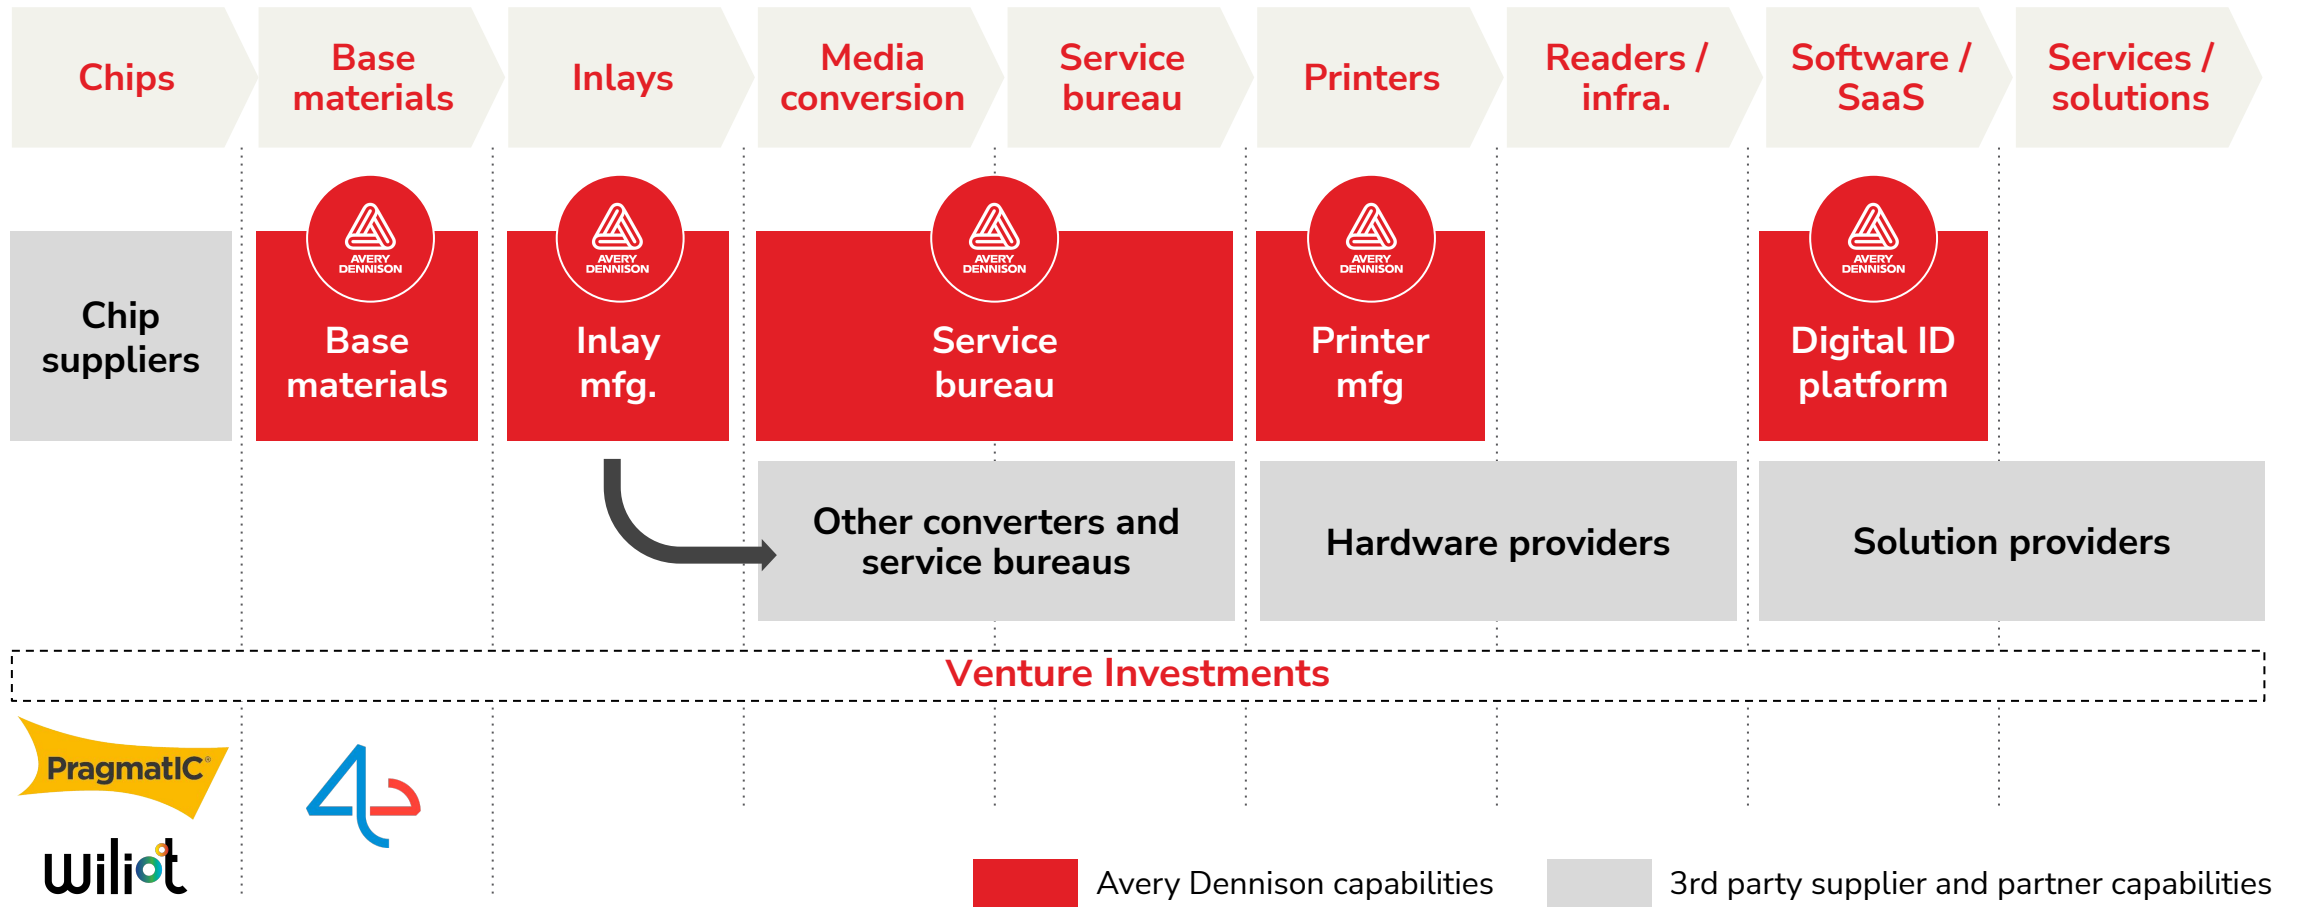 Chips
Base
materials
Inlays
Media
conversion
Service
bureau
Printers
Readers /
infra.
Software /
SaaS
Services /
solutions
Chip
suppliers
AVERY
DENNISON
Base
materials
AVERY
DENNISON
Inlay
mfg.
AVERY
DENNISON
Service
bureau
AVERY
DENNISON
Printer
mfg
AVERY
DENNISON
Digital ID
platform
Other converters and
service bureaus
Hardware providers
Solution providers
Venture Investments
PragmatIC®
wiliot
Avery Dennison capabilities
3rd party supplier and partner capabilities